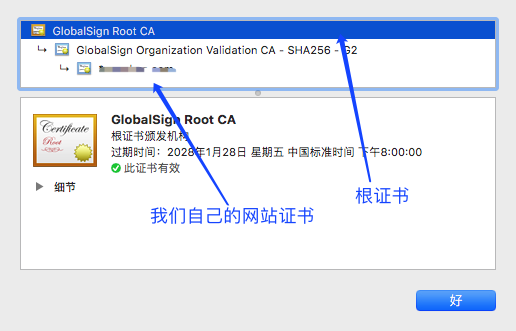 GlobalSign Root CA
GlobalSign Organization Validation CA - SHA256 - G2
Certificate
Root
GlobalSign Root CA
根证书颁发机构
过期时间：2028年1月28日 星期五 中国标准时间 下午8:00:00
此证书有效
细节
我们自己的网站证书
根证书
好